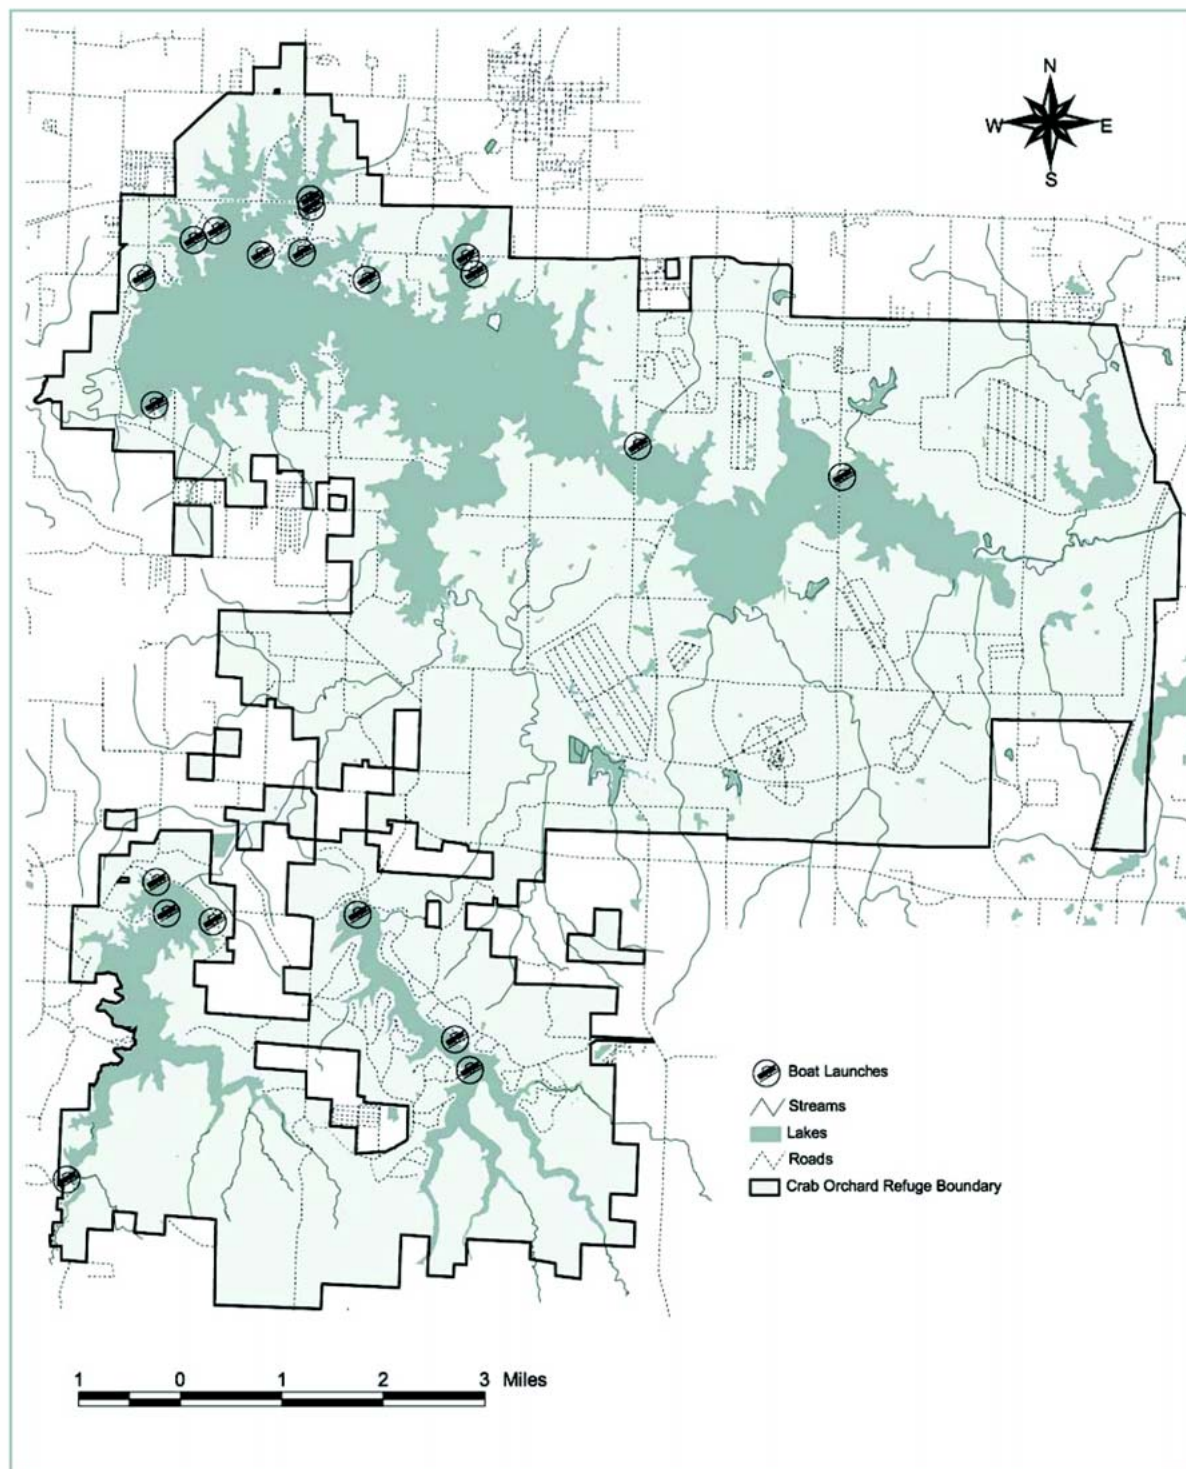 N
W E
S
Boat Launches
Streams
Lakes
Roads
Crab Orchard Refuge Boundary
1 0 1 2 3 Miles